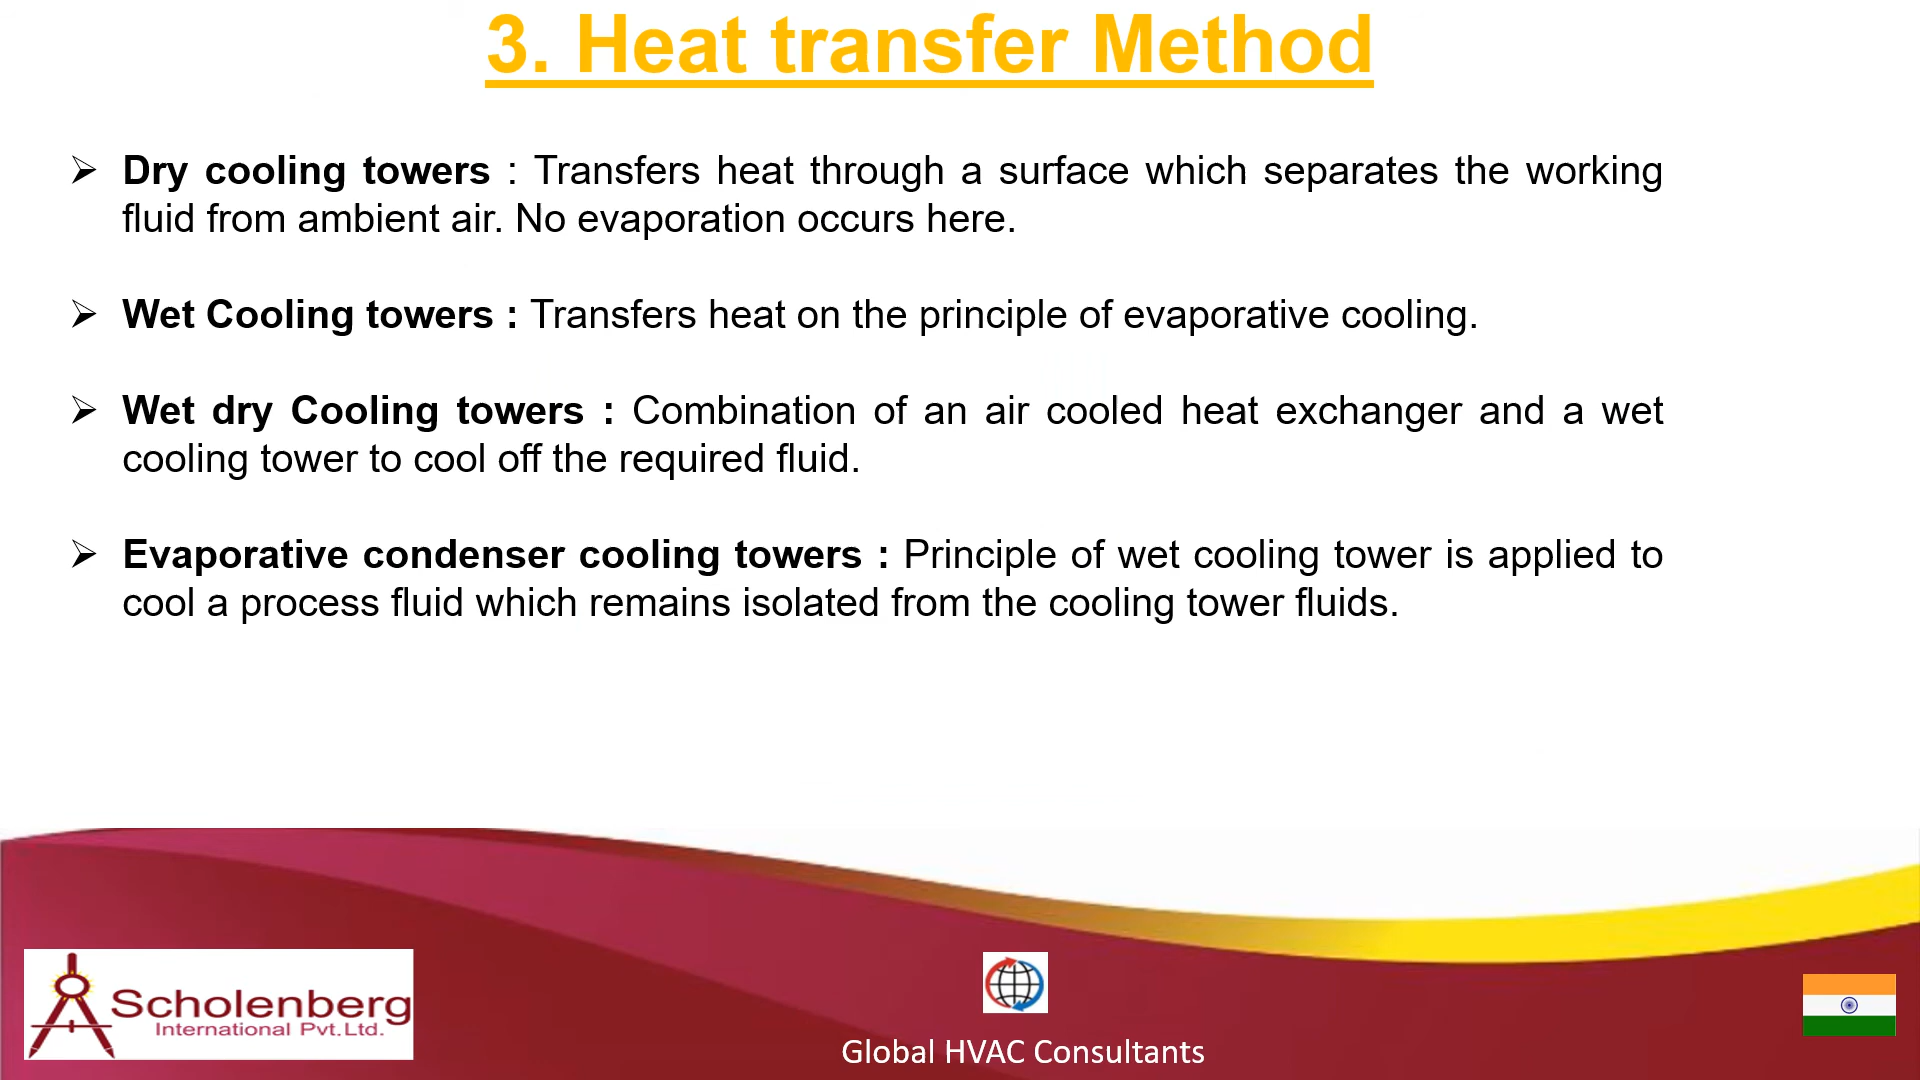 3. Heat transfer Method
➢ Dry cooling towers : Transfers heat through a surface which separates the working
fluid from ambient air. No evaporation occurs here.
➢ Wet Cooling towers : Transfers heat on the principle of evaporative cooling.
➢ Wet dry Cooling towers : Combination of an air cooled heat exchanger and a wet
cooling tower to cool off the required fluid.
➢ Evaporative condenser cooling towers : Principle of wet cooling tower is applied to
cool a process fluid which remains isolated from the cooling tower fluids.
Scholenberg
International Pvt.Ltd.
Global HVAC Consultants